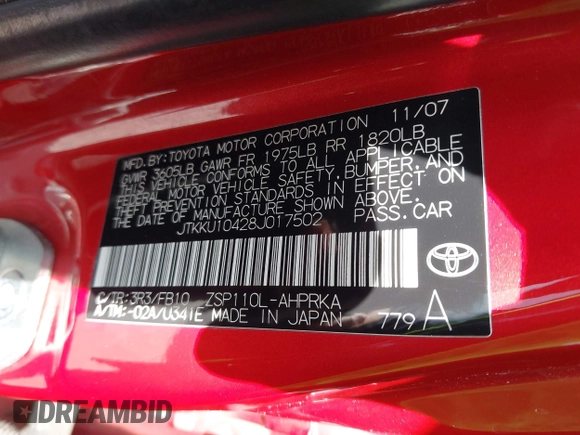 MFD.BY:TOYOTA MOTOR CORPORATION 11/07
GVWR 3605LB GAWR FR 1975LB RR 1820LB
THIS VEHICLE CONFORMS TO ALL APPLICABLE
FEDERAL MOTOR VEHICLE SAFETY, BUMPER, AND
THEFT PREVENTION STANDARDS IN EFFECT ON
THE DATE OF MANUFACTURE SHOWN ABOVE.
JTKKU10428J017502 PASS.CAR
TOYOTA
C/TR:3R3/FB10 ZSP110L-AHPRKA
A/TM:-02A/U341E MADE IN JAPAN 779 A
DREAMBID